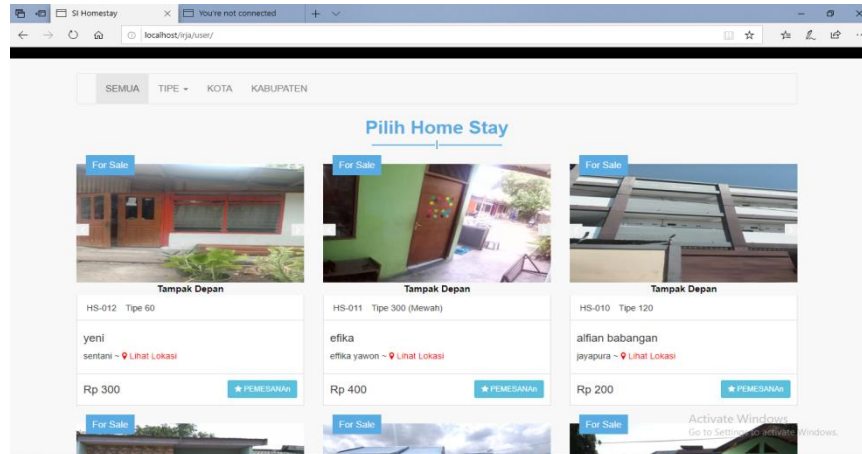 SI Homestay
You're not connected
localhost/irja/user/
SEMUA TIPE KOTA KABUPATEN
Pilih Home Stay
For Sale For Sale For Sale
Tampak Depan Tampak Depan Tampak Depan
HS-012 Tipe 60
HS-011 Tipe 300 (Mewah)
HS-010 Tipe 120
yeni
sentani ~ Lihat Lokasi
efika
effika yawon ~ Lihat Lokasi
alfian babangan
jayapura ~ Lihat Lokasi
Rp 300 PEMESANAn
Rp 400 PEMESANAn
Rp 200 PEMESANAn
For Sale For Sale For Sale
Activate Windows
Go to Settings to activate Windows.